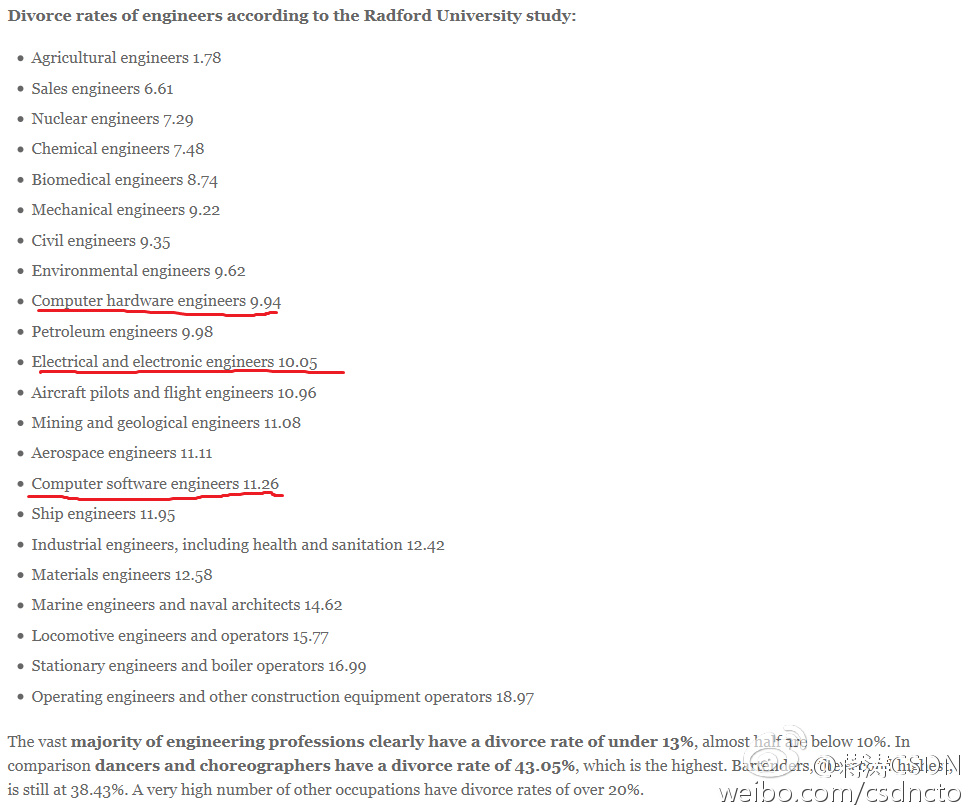 Divorce rates of engineers according to the Radford University study:
Agricultural engineers 1.78
Sales engineers 6.61
Nuclear engineers 7.29
Chemical engineers 7.48
Biomedical engineers 8.74
Mechanical engineers 9.22
Civil engineers 9.35
Environmental engineers 9.62
Computer hardware engineers 9.94
Petroleum engineers 9.98
Electrical and electronic engineers 10.05
Aircraft pilots and flight engineers 10.96
Mining and geological engineers 11.08
Aerospace engineers 11.11
Computer software engineers 11.26
Ship engineers 11.95
Industrial engineers, including health and sanitation 12.42
Materials engineers 12.58
Marine engineers and naval architects 14.62
Locomotive engineers and operators 15.77
Stationary engineers and boiler operators 16.99
Operating engineers and other construction equipment operators 18.97
The vast majority of engineering professions clearly have a divorce rate of under 13%, almost half are below 10%. In
comparison dancers and choreographers have a divorce rate of 43.05%, which is the highest. Bartenders,
is still at 38.43%. A very high number of other occupations have divorce rates of over 20%.
weibo.com/csdncto